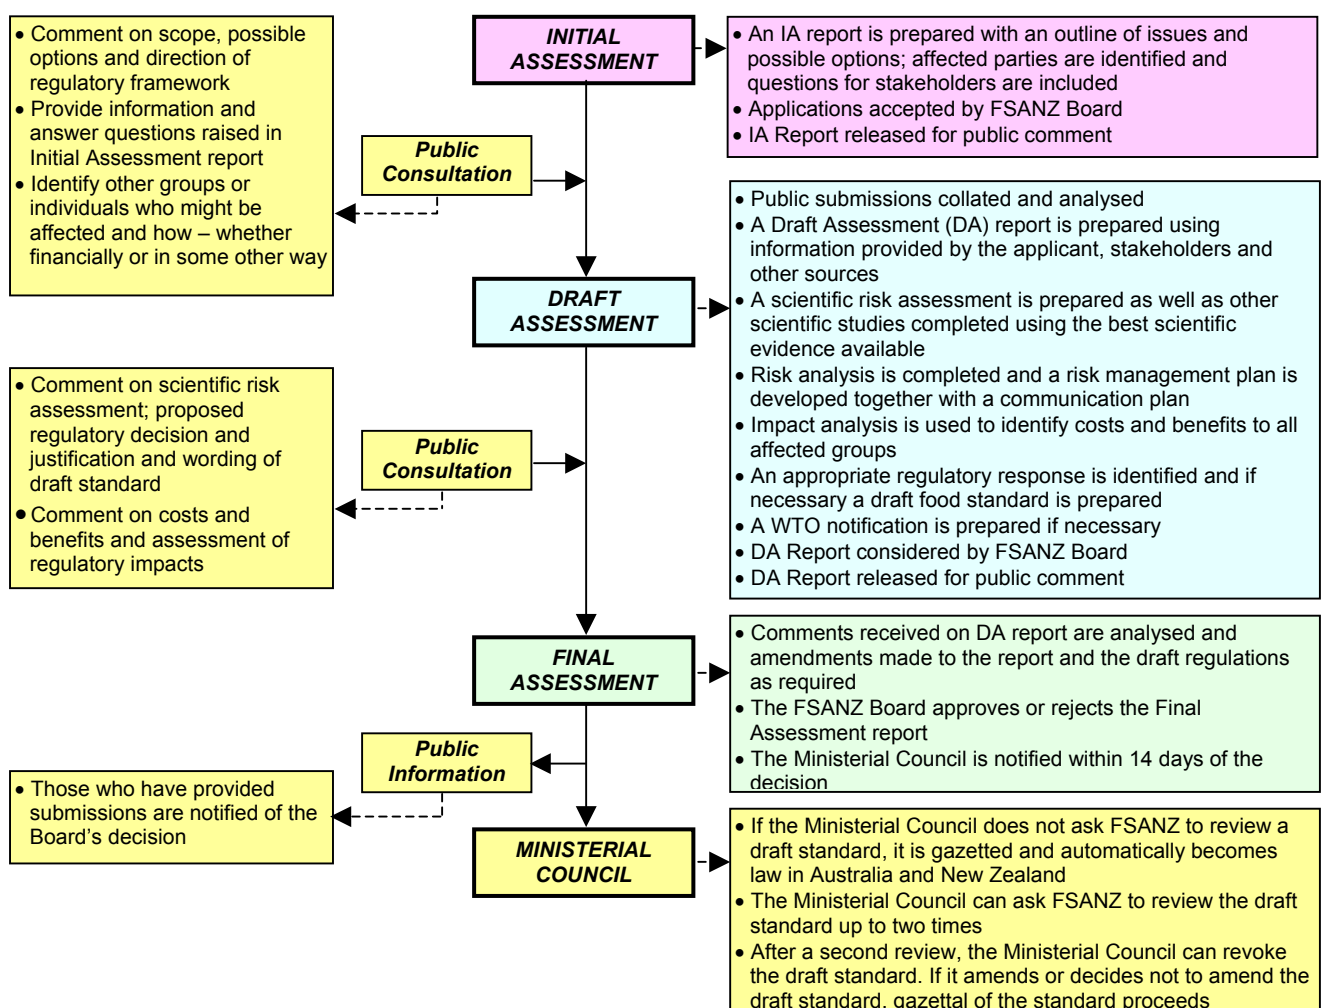 INITIAL
ASSESSMENT
• An IA report is prepared with an outline of issues and
possible options; affected parties are identified and
questions for stakeholders are included
• Applications accepted by FSANZ Board
• IA Report released for public comment
• Comment on scope, possible
options and direction of
regulatory framework
• Provide information and
answer questions raised in
Initial Assessment report
• Identify other groups or
individuals who might be
affected and how – whether
financially or in some other way
Public
Consultation
DRAFT
ASSESSMENT
• Public submissions collated and analysed
• A Draft Assessment (DA) report is prepared using
information provided by the applicant, stakeholders and
other sources
• A scientific risk assessment is prepared as well as other
scientific studies completed using the best scientific
evidence available
• Risk analysis is completed and a risk management plan is
developed together with a communication plan
• Impact analysis is used to identify costs and benefits to all
affected groups
• An appropriate regulatory response is identified and if
necessary a draft food standard is prepared
• A WTO notification is prepared if necessary
• DA Report considered by FSANZ Board
• DA Report released for public comment
• Comment on scientific risk
assessment; proposed
regulatory decision and
justification and wording of
draft standard
• Comment on costs and
benefits and assessment of
regulatory impacts
Public
Consultation
FINAL
ASSESSMENT
• Comments received on DA report are analysed and
amendments made to the report and the draft regulations
as required
• The FSANZ Board approves or rejects the Final
Assessment report
• The Ministerial Council is notified within 14 days of the
decision
Public
Information
• Those who have provided
submissions are notified of the
Board’s decision
MINISTERIAL
COUNCIL
• If the Ministerial Council does not ask FSANZ to review a
draft standard, it is gazetted and automatically becomes
law in Australia and New Zealand
• The Ministerial Council can ask FSANZ to review the draft
standard up to two times
• After a second review, the Ministerial Council can revoke
the draft standard. If it amends or decides not to amend the
draft standard, gazettal of the standard proceeds